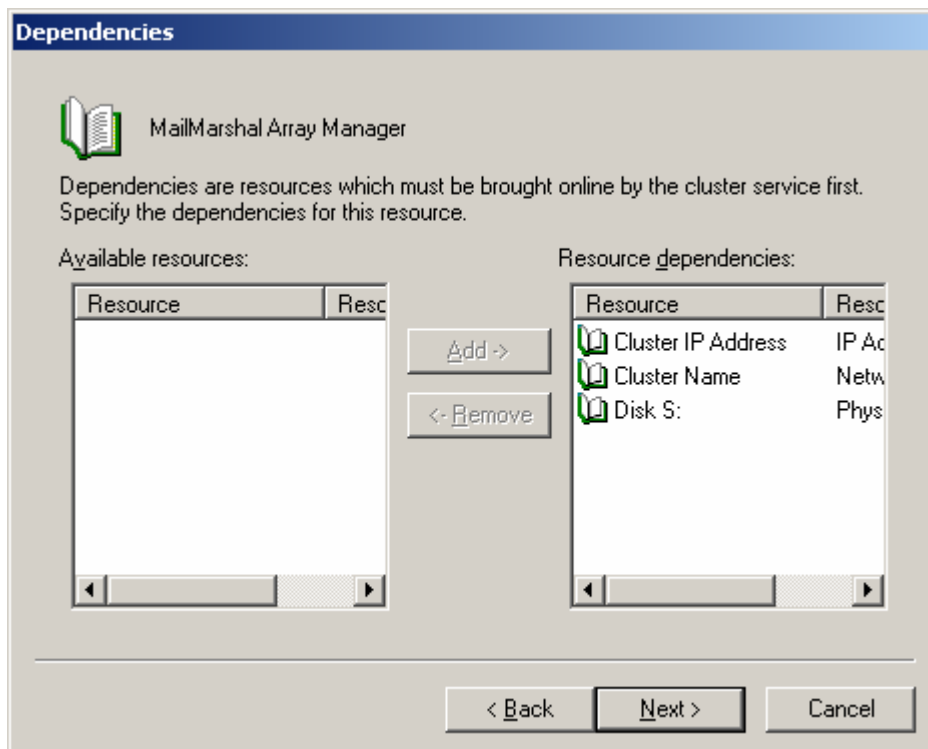 Dependencies
MailMarshal Array Manager
Dependencies are resources which must be brought online by the cluster service first.
Specify the dependencies for this resource.
Available resources:
Resource dependencies:
Resource Resc
Resource Resc
Add ->
<- Remove
Cluster IP Address IP Ac
Cluster Name Netw
Disk S: Phys
< Back
Next >
Cancel